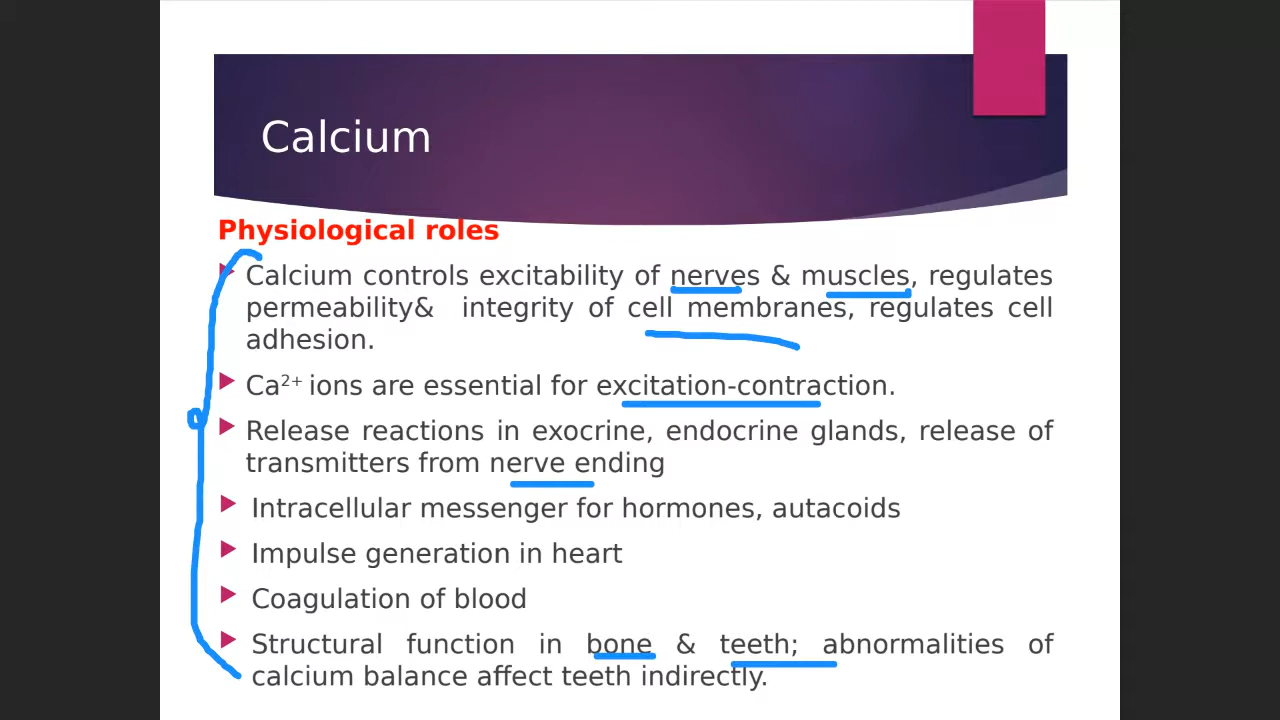 Calcium
Physiological roles
Calcium controls excitability of nerves & muscles, regulates
permeability& integrity of cell membranes, regulates cell
adhesion.
Ca²⁺ ions are essential for excitation-contraction.
Release reactions in exocrine, endocrine glands, release of
transmitters from nerve ending
Intracellular messenger for hormones, autacoids
Impulse generation in heart
Coagulation of blood
Structural function in bone & teeth; abnormalities of
calcium balance affect teeth indirectly.